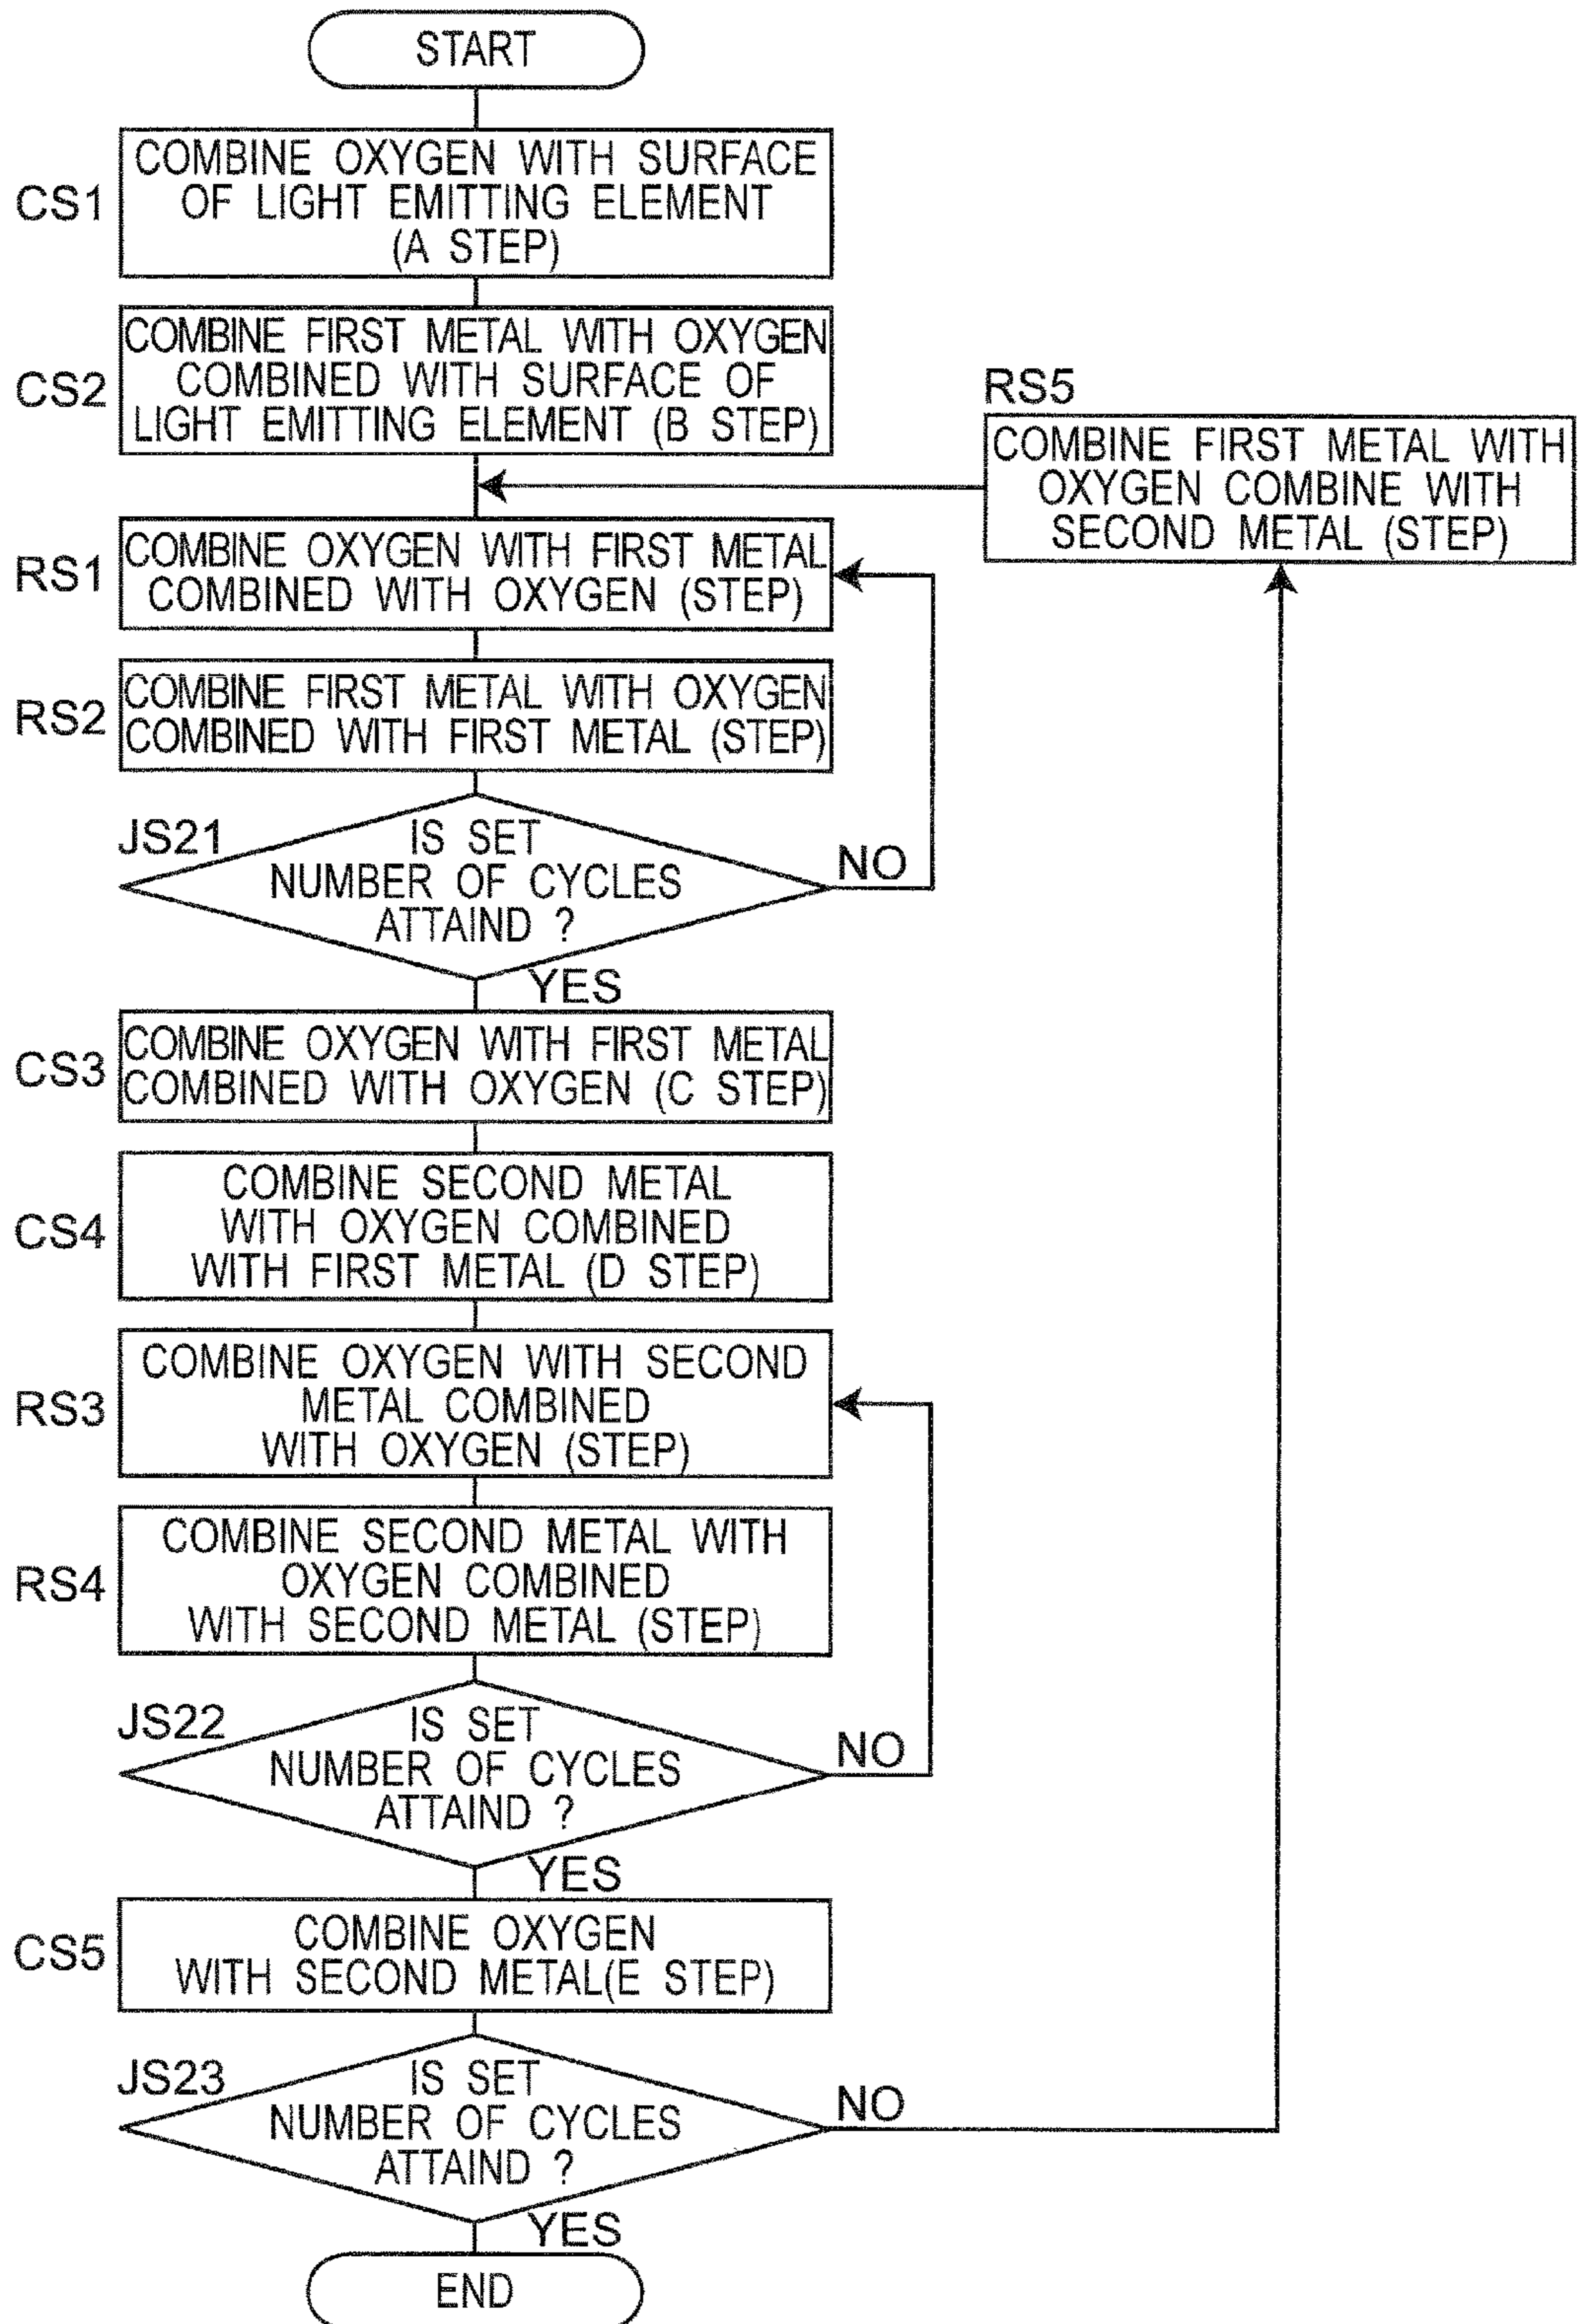 START
CS1
COMBINE OXYGEN WITH SURFACE
OF LIGHT EMITTING ELEMENT
(A STEP)
CS2
COMBINE FIRST METAL WITH OXYGEN
COMBINED WITH SURFACE OF
LIGHT EMITTING ELEMENT (B STEP)
RS5
COMBINE FIRST METAL WITH
OXYGEN COMBINE WITH
SECOND METAL (STEP)
RS1
COMBINE OXYGEN WITH FIRST METAL
COMBINED WITH OXYGEN (STEP)
RS2
COMBINE FIRST METAL WITH OXYGEN
COMBINED WITH FIRST METAL (STEP)
JS21
IS SET
NUMBER OF CYCLES
ATTAIND ?
NO
YES
CS3
COMBINE OXYGEN WITH FIRST METAL
COMBINED WITH OXYGEN (C STEP)
CS4
COMBINE SECOND METAL
WITH OXYGEN COMBINED
WITH FIRST METAL (D STEP)
RS3
COMBINE OXYGEN WITH SECOND
METAL COMBINED
WITH OXYGEN (STEP)
RS4
COMBINE SECOND METAL WITH
OXYGEN COMBINED
WITH SECOND METAL (STEP)
JS22
IS SET
NUMBER OF CYCLES
ATTAIND ?
NO
YES
CS5
COMBINE OXYGEN
WITH SECOND METAL(E STEP)
JS23
IS SET
NUMBER OF CYCLES
ATTAIND ?
NO
YES
END